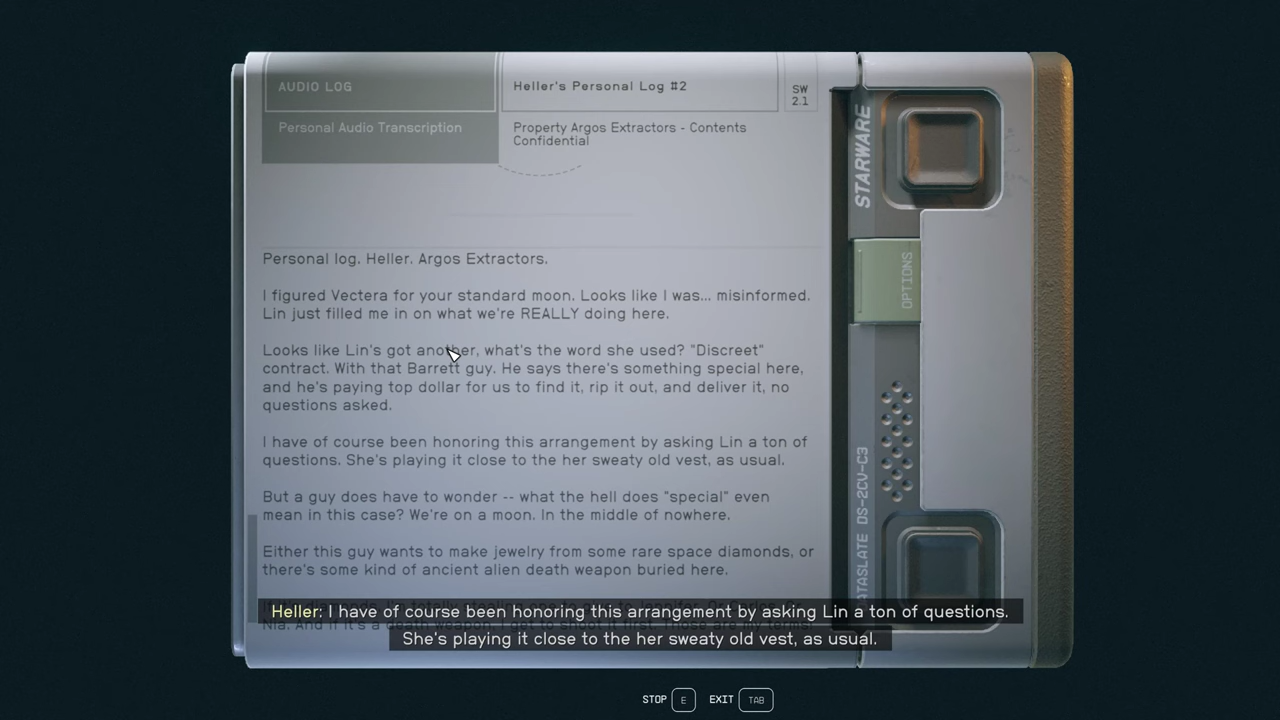 AUDIO LOG
Heller's Personal Log #2
SW
2.1
Personal Audio Transcription
Property Argos Extractors - Contents
Confidential
STARWARE
OPTIONS
Personal log. Heller. Argos Extractors.
I figured Vectera for your standard moon. Looks like I was... misinformed.
Lin just filled me in on what we're REALLY doing here.
Looks like Lin's got another, what's the word she used? "Discreet"
contract. With that Barrett guy. He says there's something special here,
and he's paying top dollar for us to find it, rip it out, and deliver it, no
questions asked.
I have of course been honoring this arrangement by asking Lin a ton of
questions. She's playing it close to the her sweaty old vest, as usual.
But a guy does have to wonder -- what the hell does "special" even
mean in this case? We're on a moon. In the middle of nowhere.
Either this guy wants to make jewelry from some rare space diamonds, or
there's some kind of ancient alien death weapon buried here.
DATASLATE DS-2CV-C3
Heller: I have of course been honoring this arrangement by asking Lin a ton of questions.
She's playing it close to the her sweaty old vest, as usual.
STOP E EXIT TAB